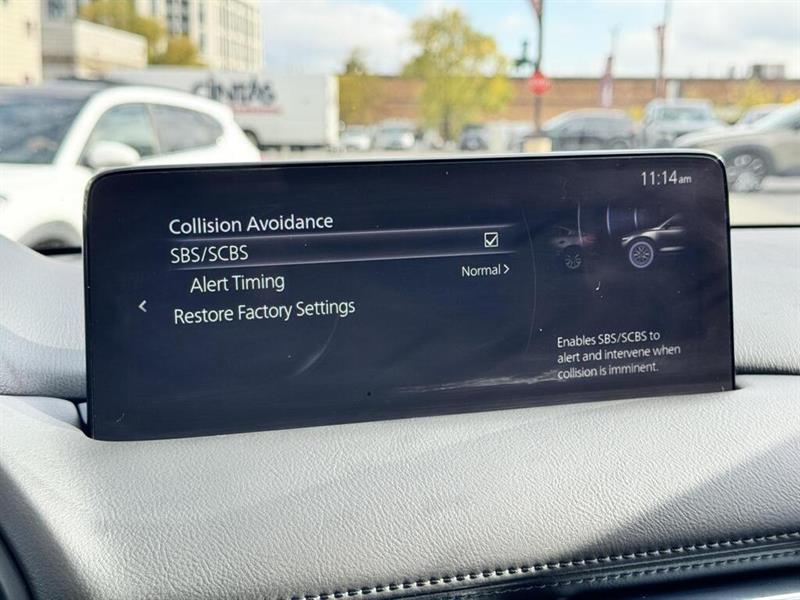 CINTAS
11:14am
Collision Avoidance
SBS/SCBS
Alert Timing
Normal
Restore Factory Settings
Enables SBS/SCBS to
alert and intervene when
collision is imminent.